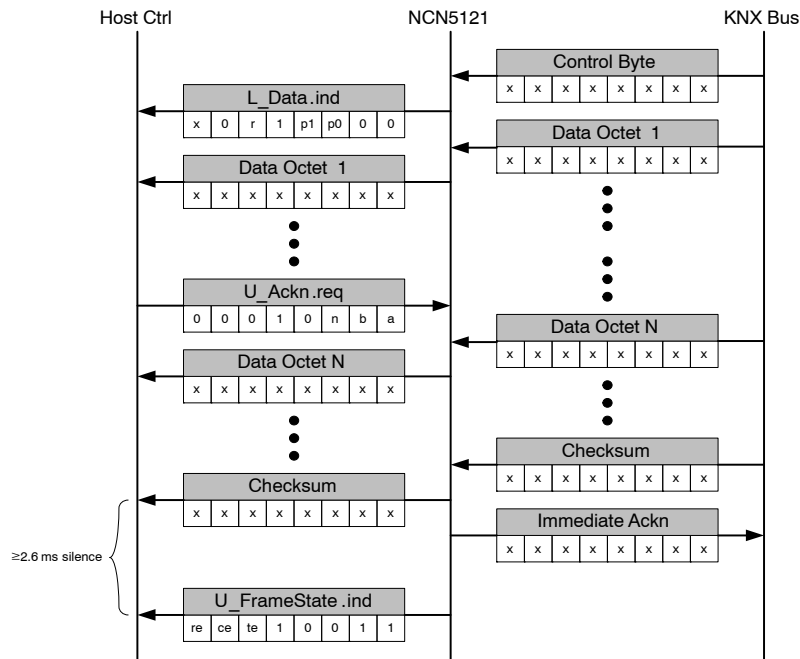 Host Ctrl NCN5121 KNX Bus
Control Byte
x x x x x x x x
L_Data.ind
x 0 r 1 p1 p0 0 0
Data Octet 1
x x x x x x x x
Data Octet 1
x x x x x x x x
U_Ackn.req
0 0 0 1 0 n b a
Data Octet N
x x x x x x x x
Data Octet N
x x x x x x x x
Checksum
x x x x x x x x
Checksum
x x x x x x x x
Immediate Ackn
x x x x x x x x
≥2.6 ms silence
U_FrameState.ind
re ce te 1 0 0 1 1